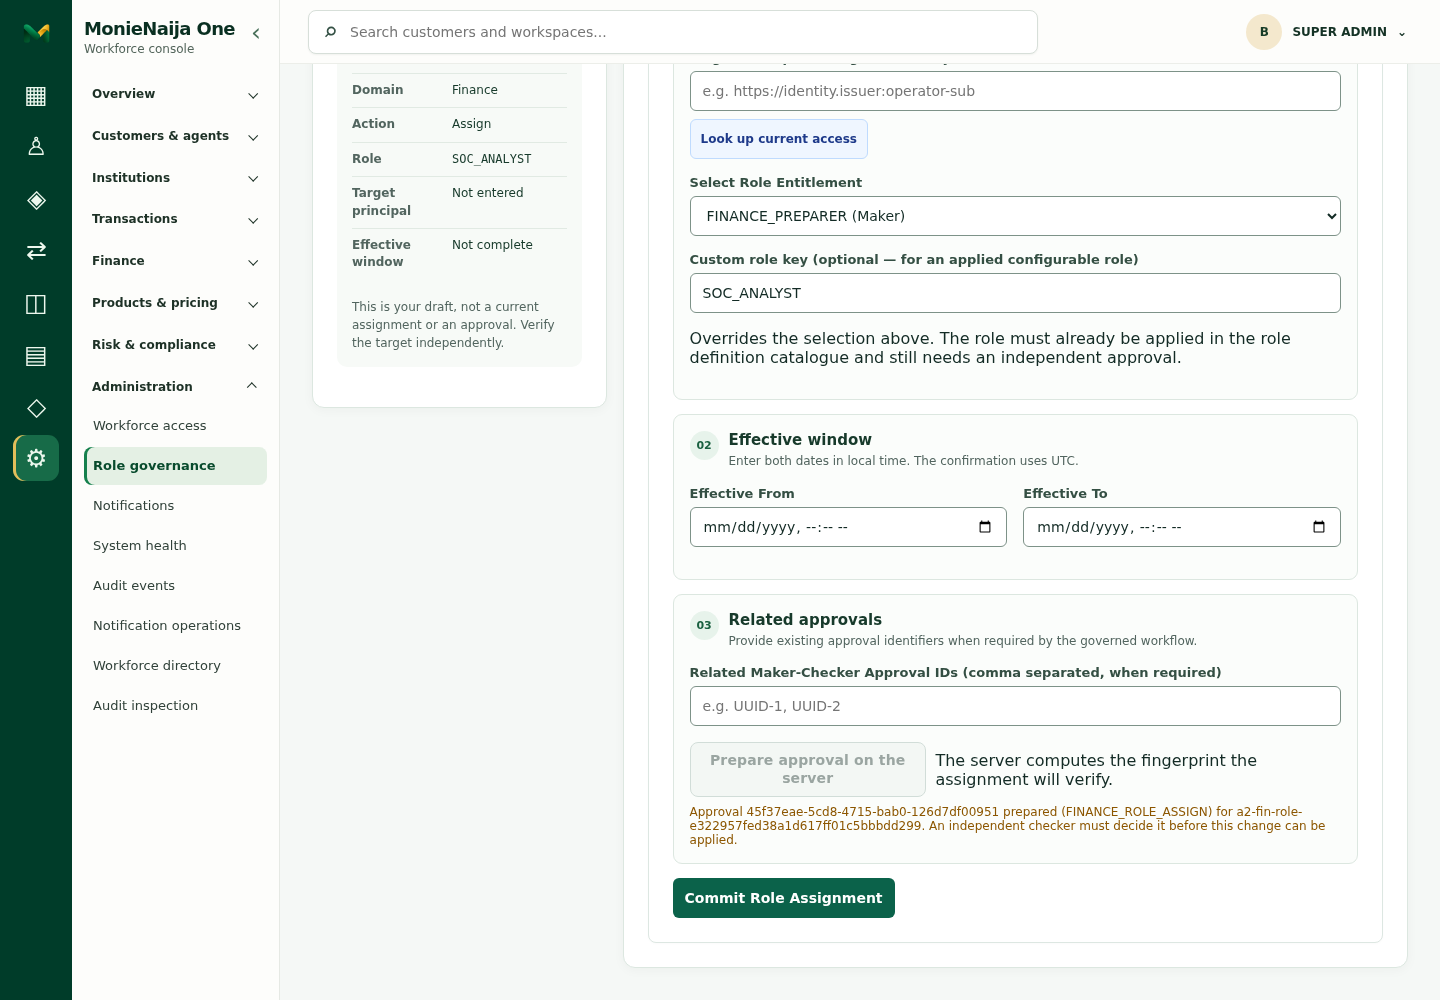 MonieNaija One
Workforce console
Search customers and workspaces...
B
SUPER ADMIN
Overview
Customers & agents
Institutions
Transactions
Finance
Products & pricing
Risk & compliance
Administration
Workforce access
Role governance
Notifications
System health
Audit events
Notification operations
Workforce directory
Audit inspection
Domain
Finance
Action
Assign
Role
SOC_ANALYST
Target
principal
Not entered
Effective
window
Not complete
This is your draft, not a current
assignment or an approval. Verify
the target independently.
e.g. https://identity.issuer:operator-sub
Look up current access
Select Role Entitlement
FINANCE_PREPARER (Maker)
Custom role key (optional — for an applied configurable role)
SOC_ANALYST
Overrides the selection above. The role must already be applied in the role
definition catalogue and still needs an independent approval.
02
Effective window
Enter both dates in local time. The confirmation uses UTC.
Effective From
Effective To
mm/dd/yyyy, --:-- --
mm/dd/yyyy, --:-- --
03
Related approvals
Provide existing approval identifiers when required by the governed workflow.
Related Maker-Checker Approval IDs (comma separated, when required)
e.g. UUID-1, UUID-2
Prepare approval on the
server
The server computes the fingerprint the
assignment will verify.
Approval 45f37eae-5cd8-4715-bab0-126d7df00951 prepared (FINANCE_ROLE_ASSIGN) for a2-fin-role-
e322957fed38a1d617ff01c5bbbdd299. An independent checker must decide it before this change can be
applied.
Commit Role Assignment